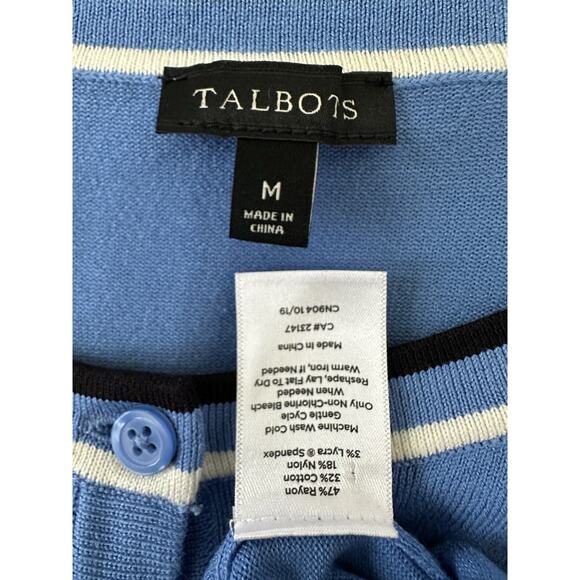 TALBOTS
M
MADE IN
CHINA
47% Rayon
32% Cotton
18% Nylon
3% Lycra® Spandex
Machine Wash Cold
Gentle Cycle
Only Non-Chlorine Bleach
When Needed
Reshape, Lay Flat To Dry
Warm Iron, If Needed
Made in China
CA# 23147
CN90410/19